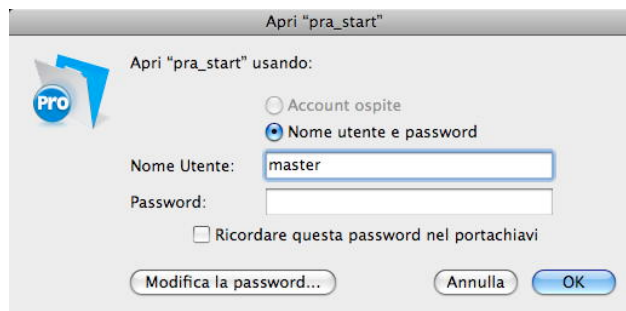 Apri “pra_start”
Apri “pra_start” usando:
PRO
Account ospite
Nome utente e password
Nome Utente: master
Password:
Ricordare questa password nel portachiavi
Modifica la password... Annulla OK